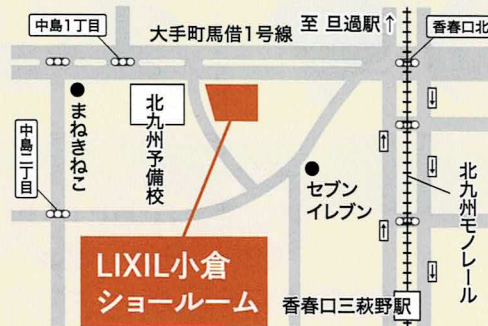 中島1丁目
大手町馬借1号線
至 旦過駅↑
香春口北
まねきねこ
北九州予備校
中島二丁目
セブン
イレブン
北九州モノレール
LIXIL小倉
ショールーム
香春口三萩野駅